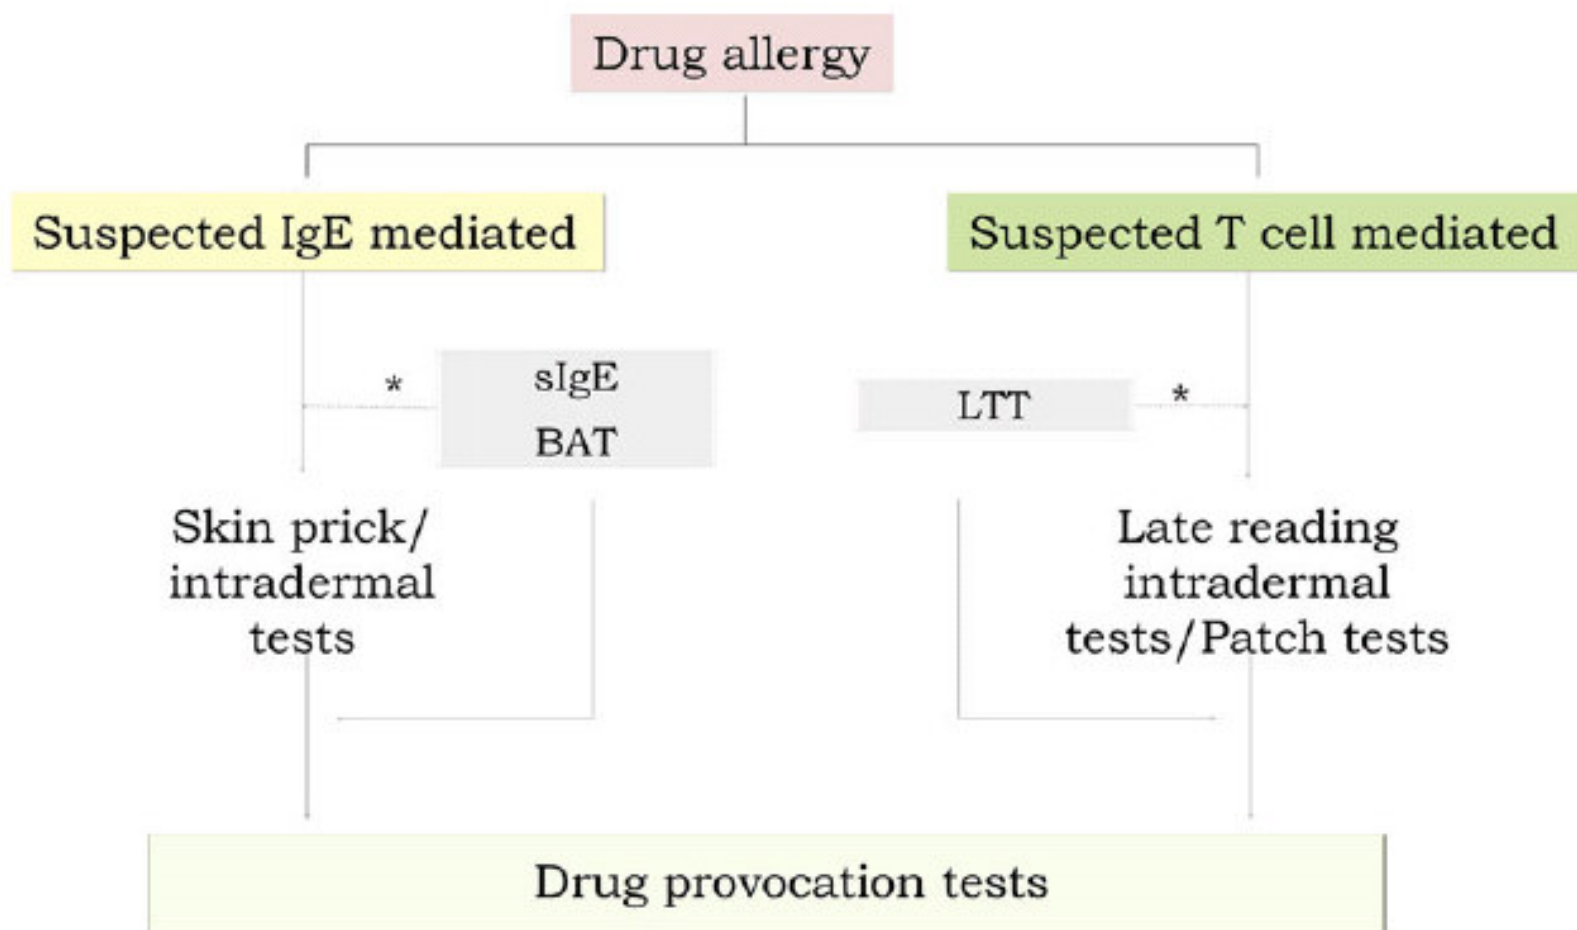 Drug allergy
Suspected IgE mediated
Suspected T cell mediated
*
sIgE
BAT
LTT
*
Skin prick/
intradermal
tests
Late reading
intradermal
tests/Patch tests
Drug provocation tests